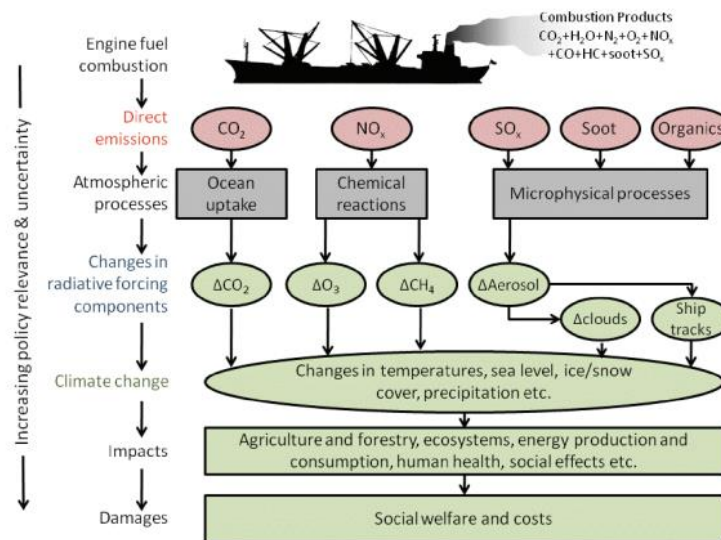 Combustion Products
CO₂+H₂O+N₂+O₂+NOₓ
+CO+HC+soot+SOₓ
Engine fuel
combustion
Direct
emissions
CO₂
NOₓ
SOₓ
Soot
Organics
Atmospheric
processes
Ocean
uptake
Chemical
reactions
Microphysical processes
Changes in
radiative forcing
components
ΔCO₂
ΔO₃
ΔCH₄
ΔAerosol
Δclouds
Ship
tracks
Climate change
Changes in temperatures, sea level, ice/snow
cover, precipitation etc.
Impacts
Agriculture and forestry, ecosystems, energy production and
consumption, human health, social effects etc.
Damages
Social welfare and costs
Increasing policy relevance & uncertainty